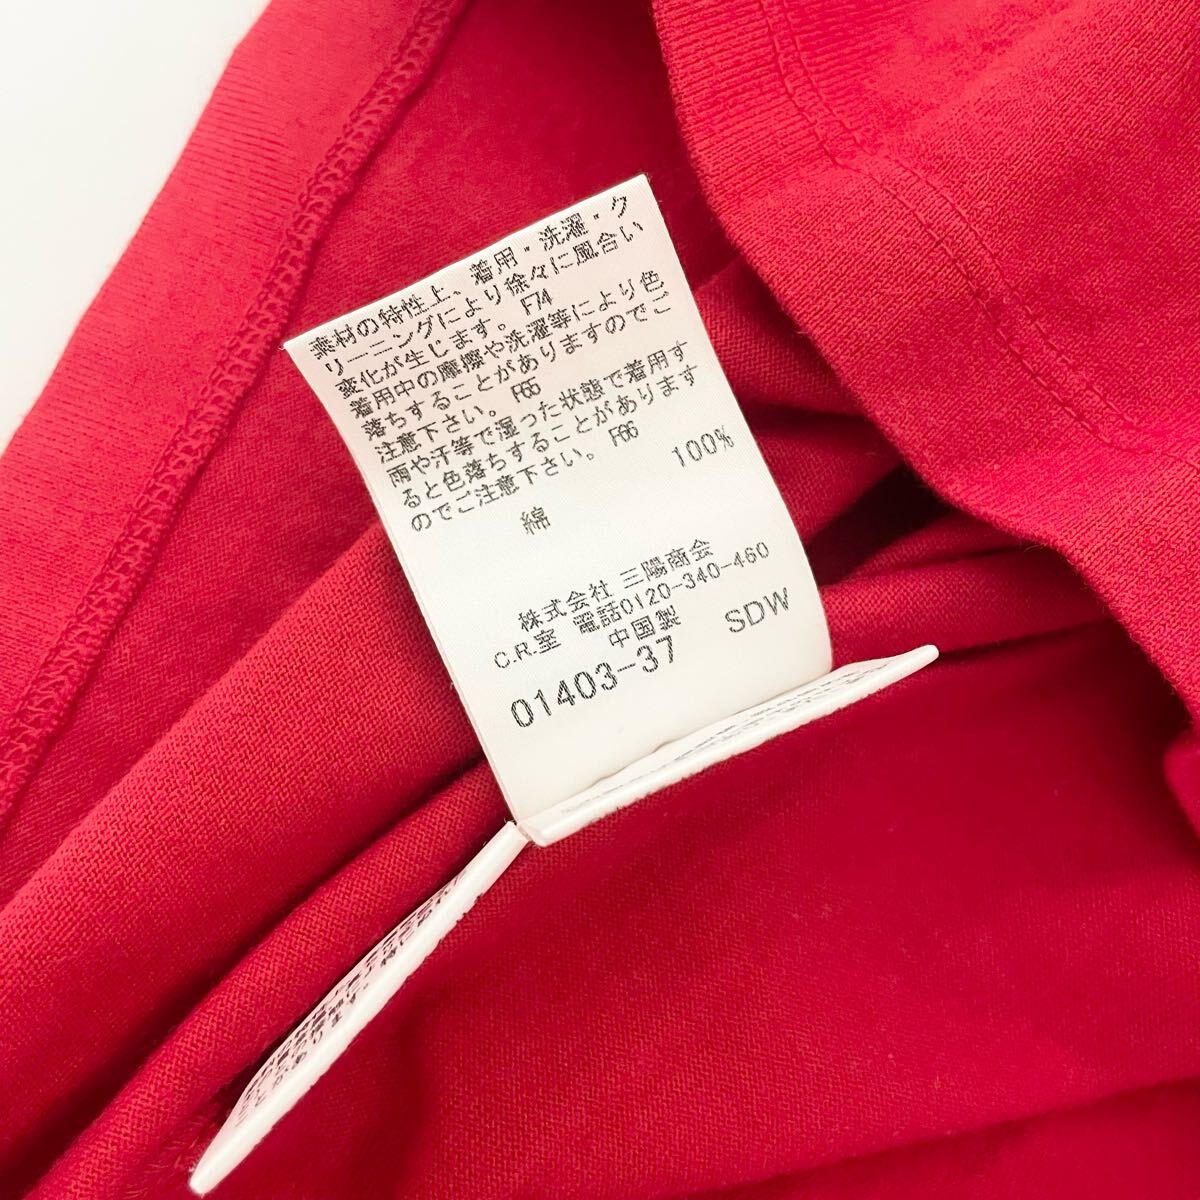 素材の特性上、着用・洗濯・ク
リーニングにより徐々に風合い
変化が生じます。 F74
着用中の摩擦や洗濯等により色
落ちすることがありますのでご
注意下さい。 F65
雨や汗等で湿った状態で着用す
ると色落ちすることがあります
のでご注意下さい。 F66
綿 100%
株式会社 三陽商会
C.R.室 電話0120-340-460
中国製
01403-37 SDW